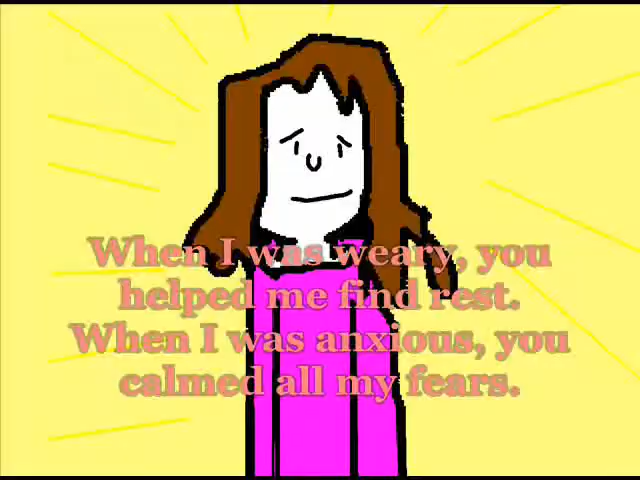 When I was weary, you
helped me find rest.
When I was anxious, you
calmed all my fears.